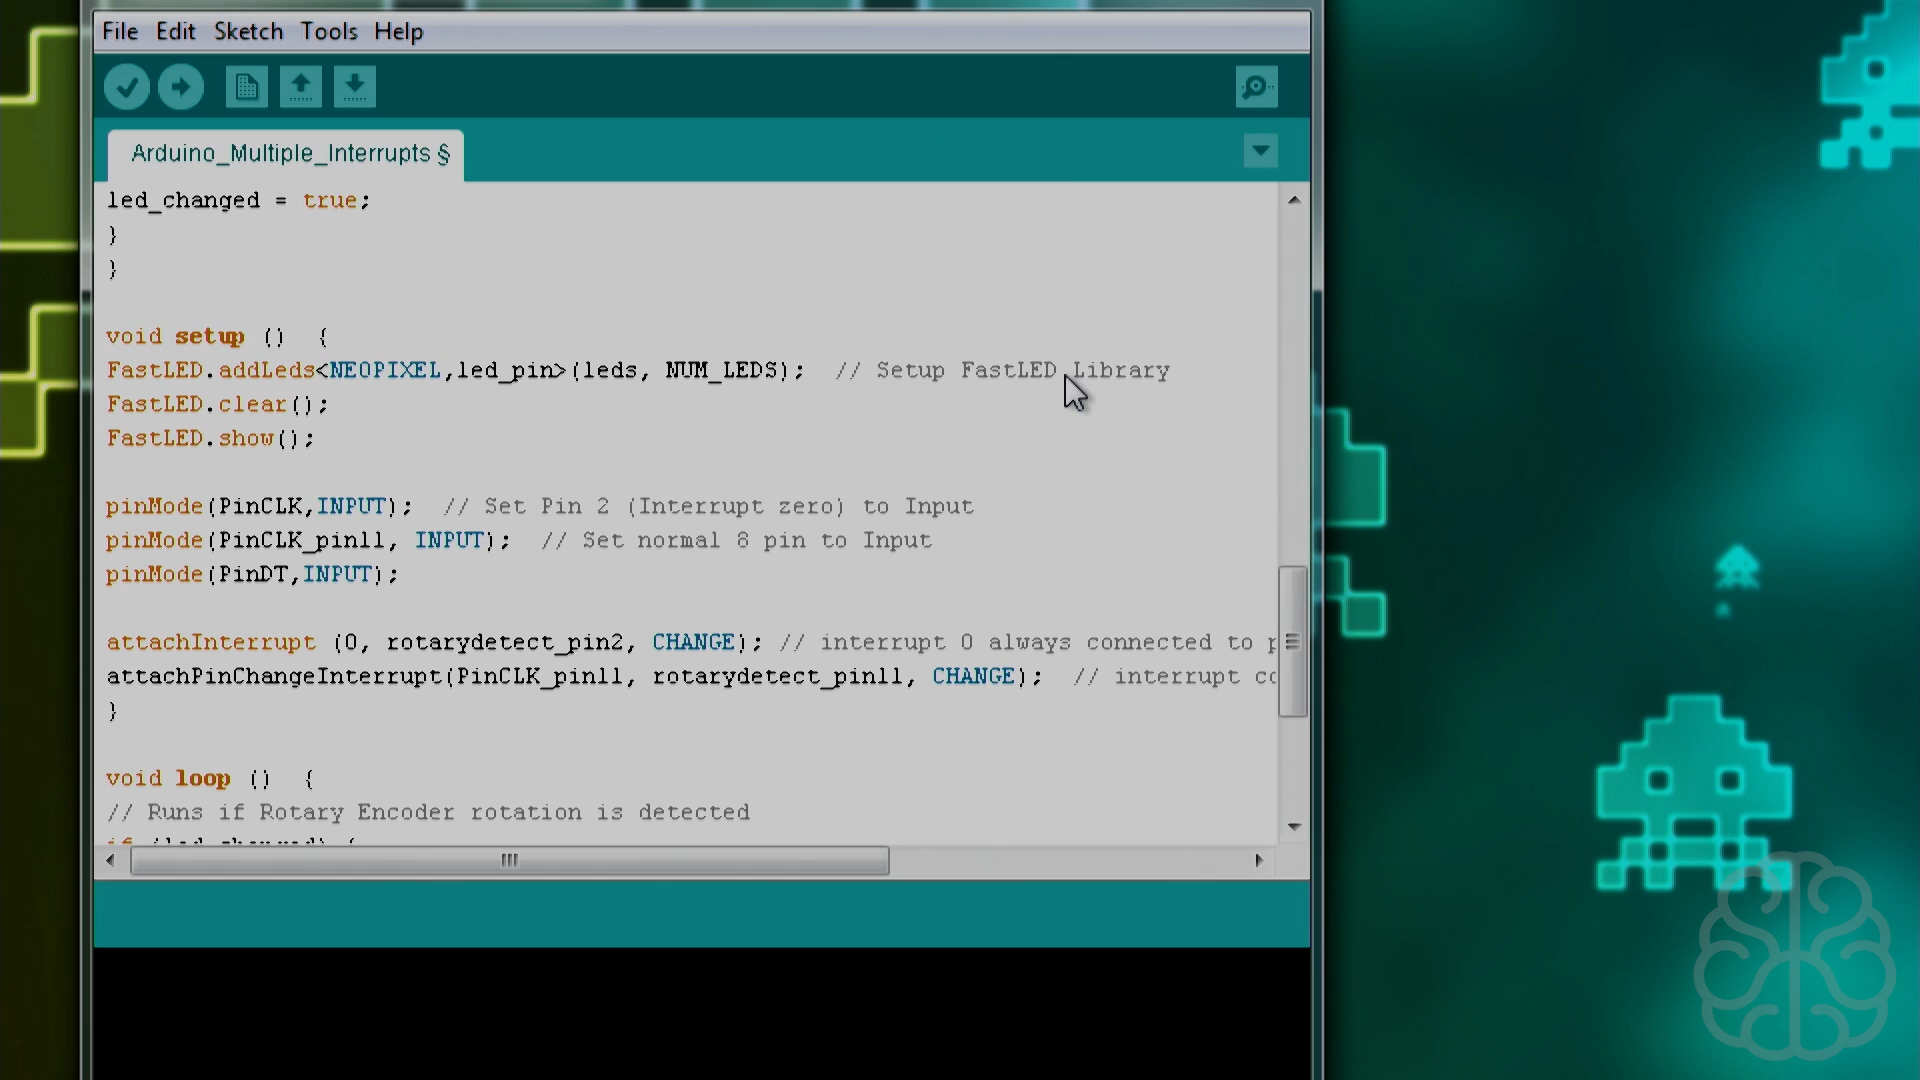 File Edit Sketch Tools Help
Arduino_Multiple_Interrupts §
led_changed = true;
}
}
void setup () {
FastLED.addLeds<NEOPIXEL,led_pin>(leds, NUM_LEDS); // Setup FastLED Library
FastLED.clear();
FastLED.show();
pinMode(PinCLK,INPUT); // Set Pin 2 (Interrupt zero) to Input
pinMode(PinCLK_pin11, INPUT); // Set normal 8 pin to Input
pinMode(PinDT,INPUT);
attachInterrupt (0, rotarydetect_pin2, CHANGE); // interrupt 0 always connected to
attachPinChangeInterrupt(PinCLK_pin11, rotarydetect_pin11, CHANGE); // interrupt
}
void loop () {
// Runs if Rotary Encoder rotation is detected